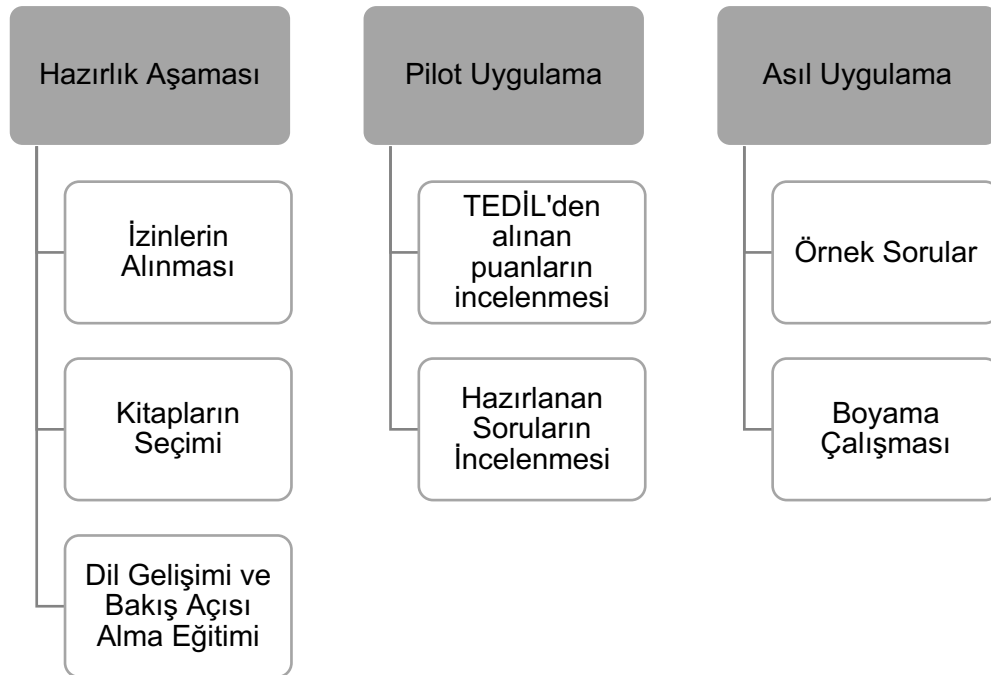 Hazırlık Aşaması
İzinlerin
Alınması
Kitapların
Seçimi
Dil Gelişimi ve
Bakış Açısı
Alma Eğitimi
Pilot Uygulama
TEDİL'den
alınan
puanların
incelenmesi
Hazırlanan
Soruların
İncelenmesi
Asıl Uygulama
Örnek Sorular
Boyama
Çalışması